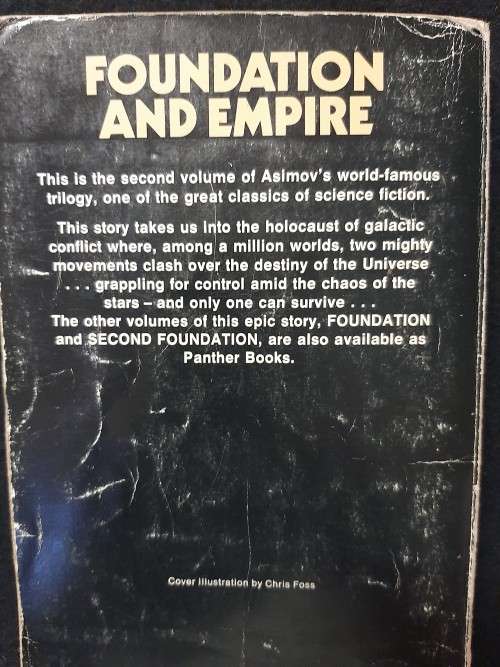 FOUNDATION
AND EMPIRE
This is the second volume of Asimov's world-famous
trilogy, one of the great classics of science fiction.
This story takes us into the holocaust of galactic
conflict where, among a million worlds, two mighty
movements clash over the destiny of the Universe
. . . grappling for control amid the chaos of the
stars – and only one can survive . . .
The other volumes of this epic story, FOUNDATION
and SECOND FOUNDATION, are also available as
Panther Books.
Cover illustration by Chris Foss